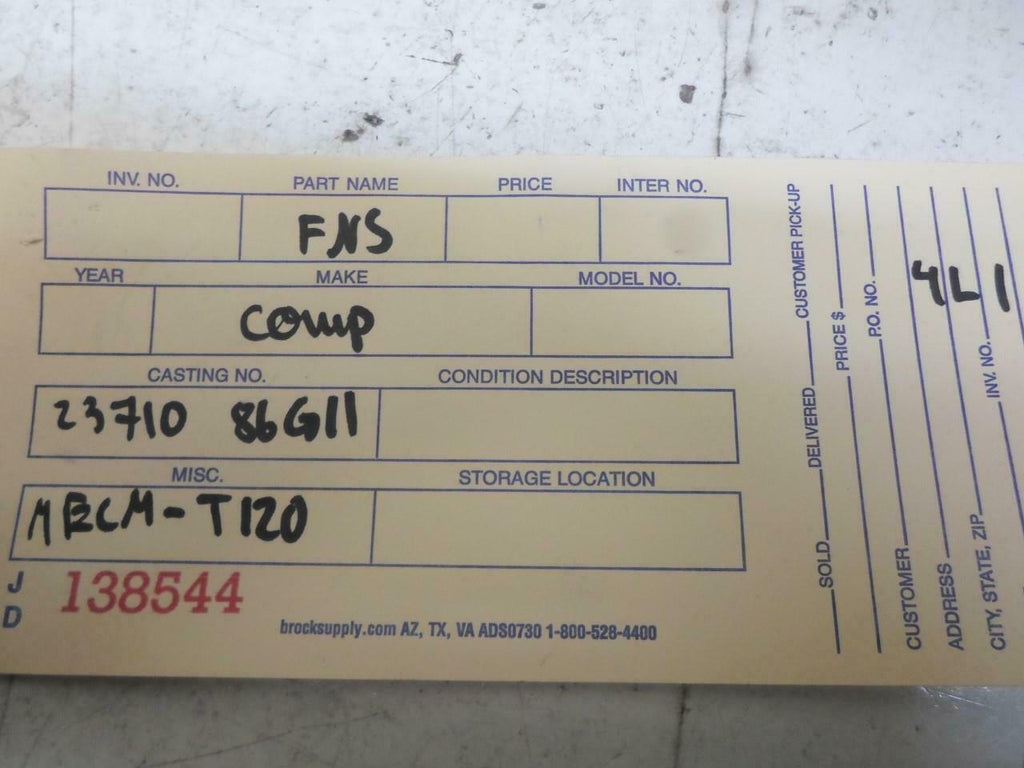 INV. NO. PART NAME PRICE INTER NO.
FNS
YEAR MAKE MODEL NO.
comp
CASTING NO. CONDITION DESCRIPTION
23710 86G11
MISC. STORAGE LOCATION
MECM-T120
J D
138544
brocksupply.com AZ, TX, VA ADS0730 1-800-528-4400
SOLD DELIVERED CUSTOMER PICK-UP
PRICE $
P.O. NO.
CUSTOMER
ADDRESS
CITY, STATE, ZIP INV. NO.
4L1